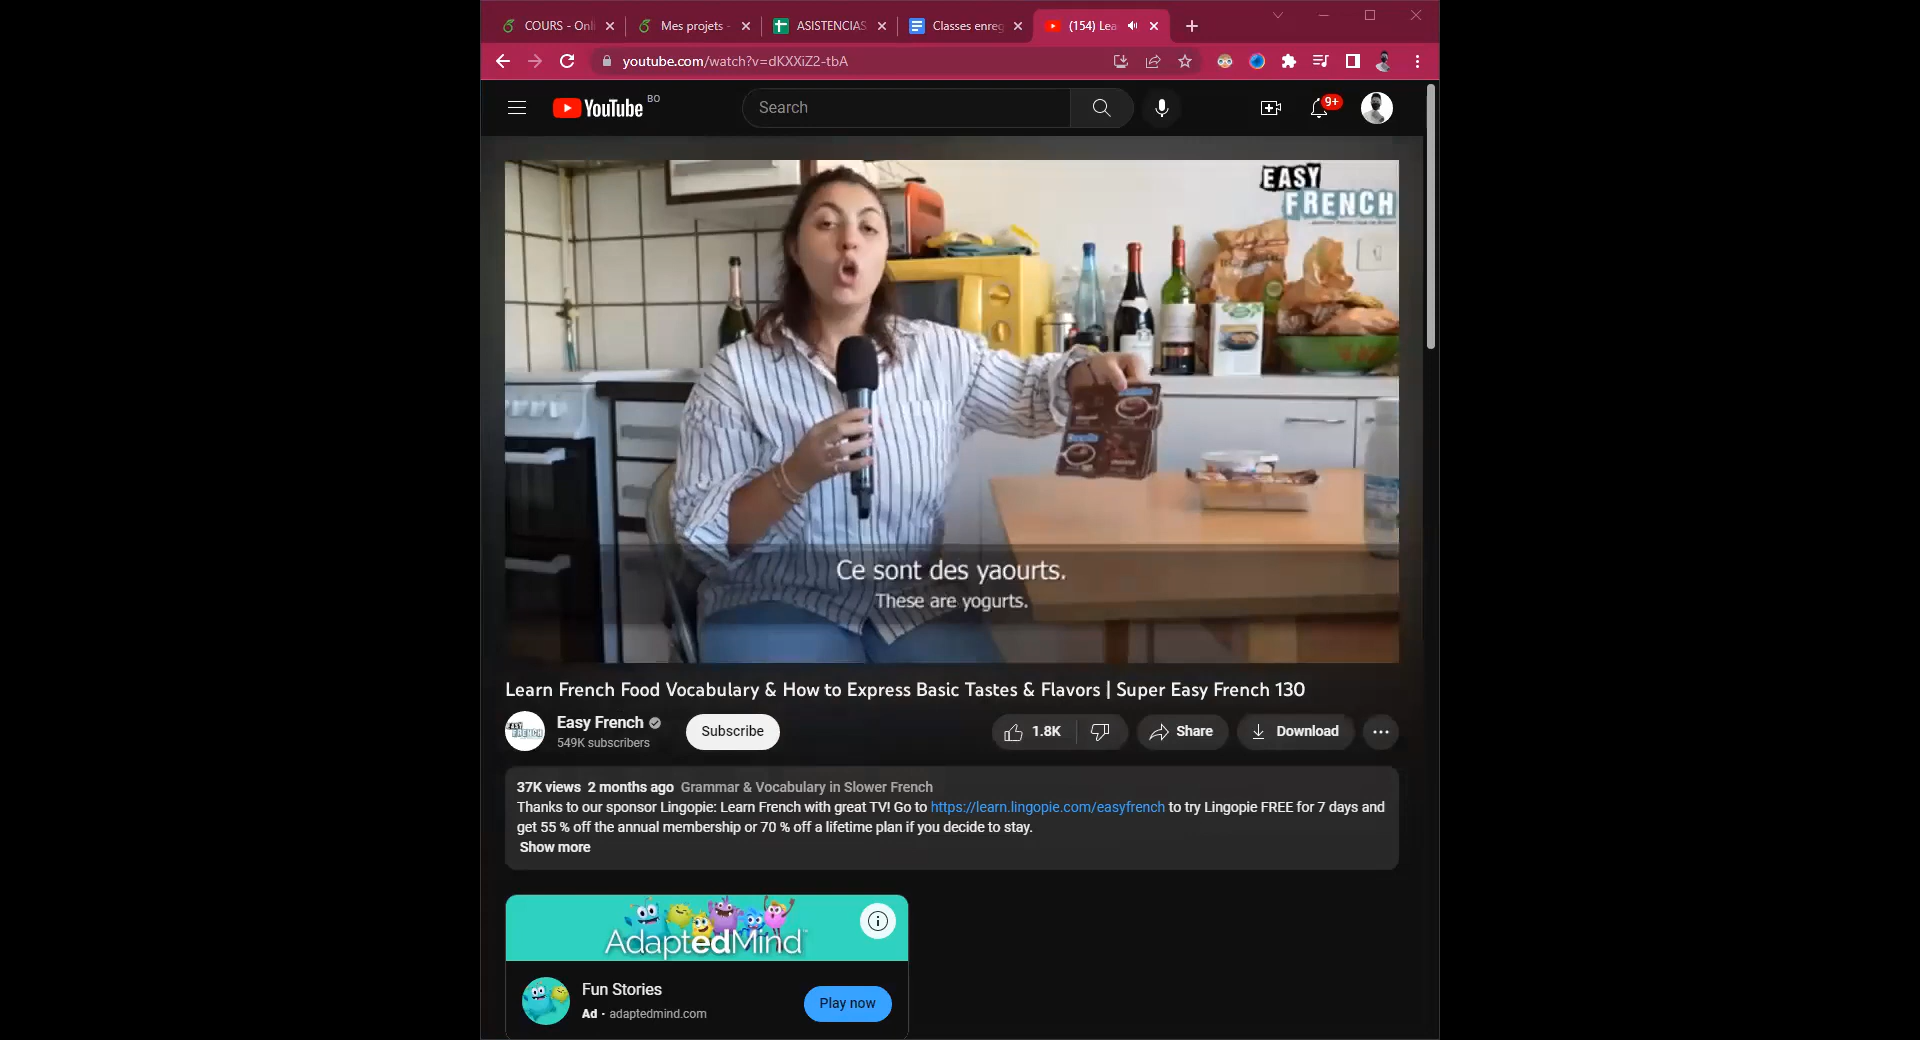 COURS - Onli
Mes projets -
ASISTENCIAS
Classes enreg
(154) Lea
youtube.com/watch?v=dKXXiZ2-tbA
YouTube BO
Search
9+
EASY
FRENCH
Ce sont des yaourts.
These are yogurts.
Learn French Food Vocabulary & How to Express Basic Tastes & Flavors | Super Easy French 130
Easy French
549K subscribers
Subscribe
1.8K
Share
Download
37K views 2 months ago Grammar & Vocabulary in Slower French
Thanks to our sponsor Lingopie: Learn French with great TV! Go to https://learn.lingopie.com/easyfrench to try Lingopie FREE for 7 days and
get 55 % off the annual membership or 70 % off a lifetime plan if you decide to stay.
Show more
AdaptedMind
Fun Stories
Ad · adaptedmind.com
Play now